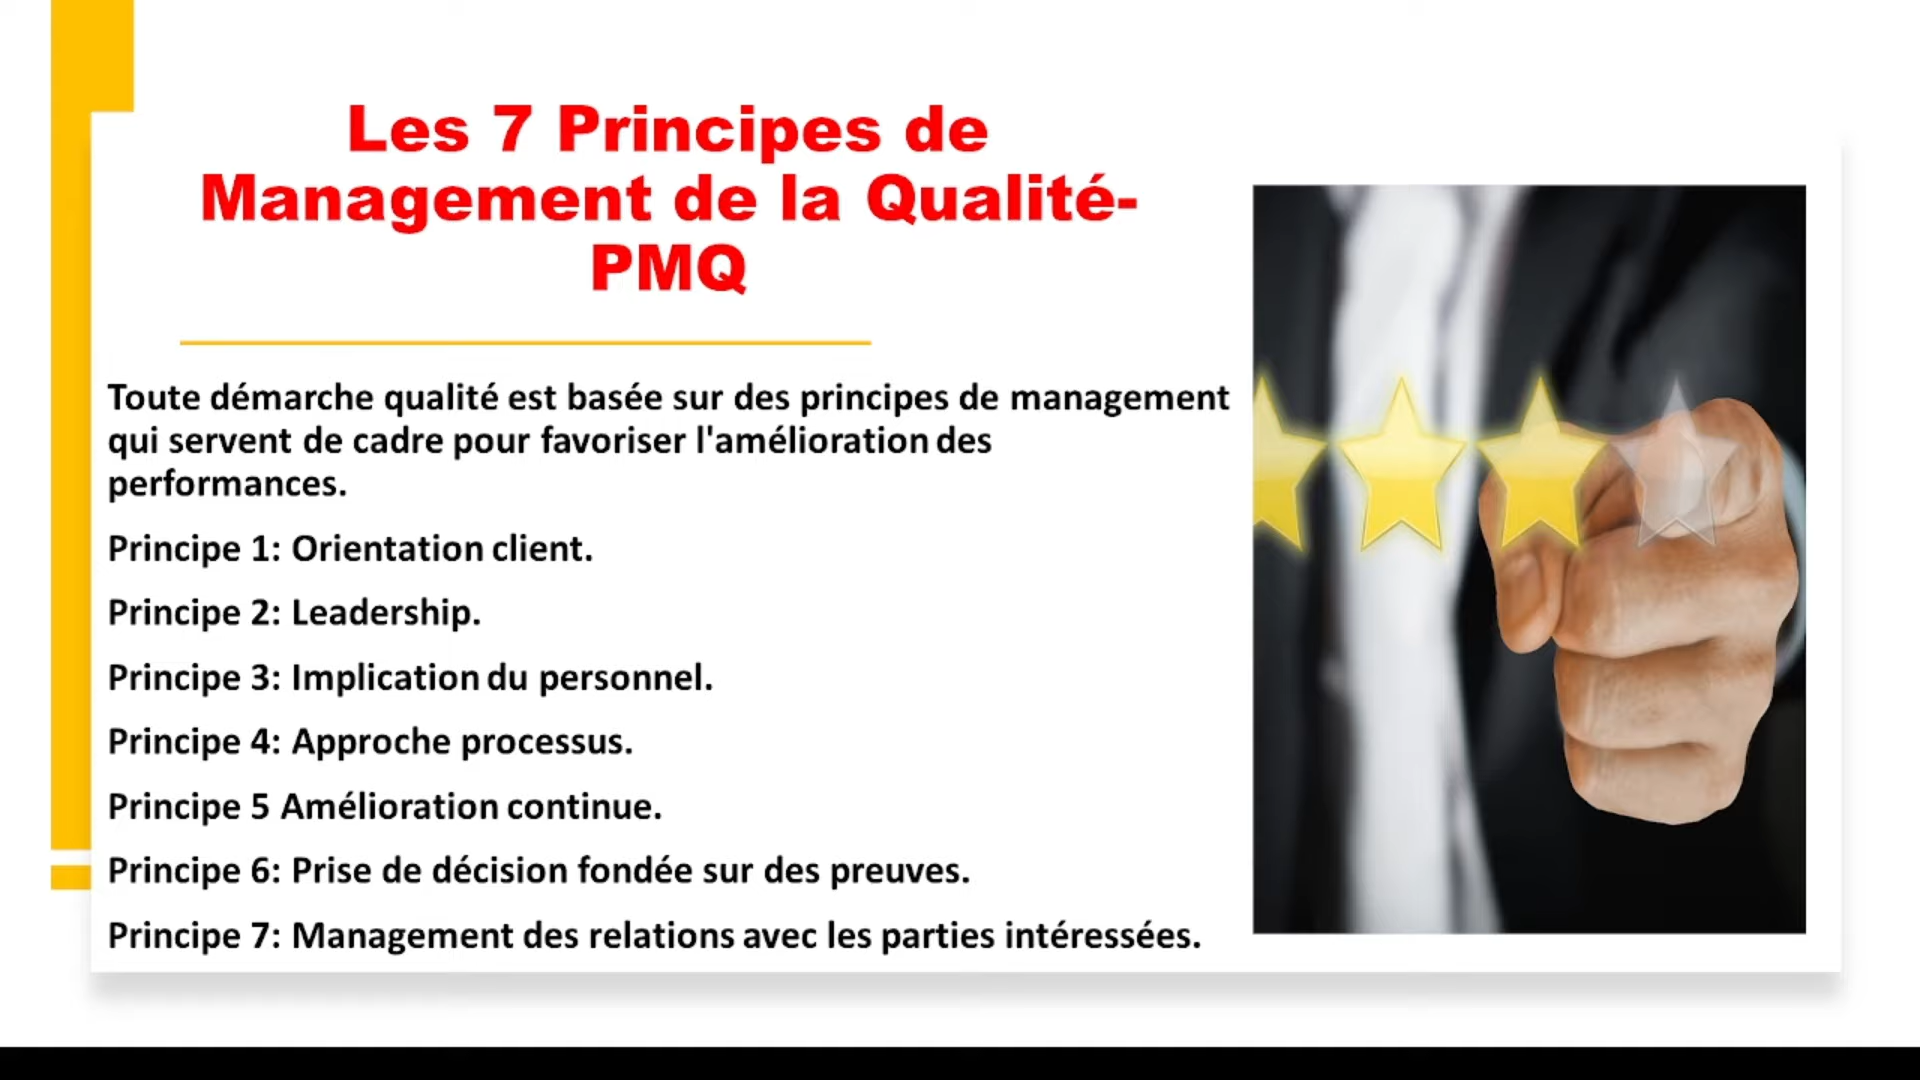 Les 7 Principes de
Management de la Qualité-
PMQ
Toute démarche qualité est basée sur des principes de management
qui servent de cadre pour favoriser l'amélioration des
performances.
Principe 1: Orientation client.
Principe 2: Leadership.
Principe 3: Implication du personnel.
Principe 4: Approche processus.
Principe 5 Amélioration continue.
Principe 6: Prise de décision fondée sur des preuves.
Principe 7: Management des relations avec les parties intéressées.